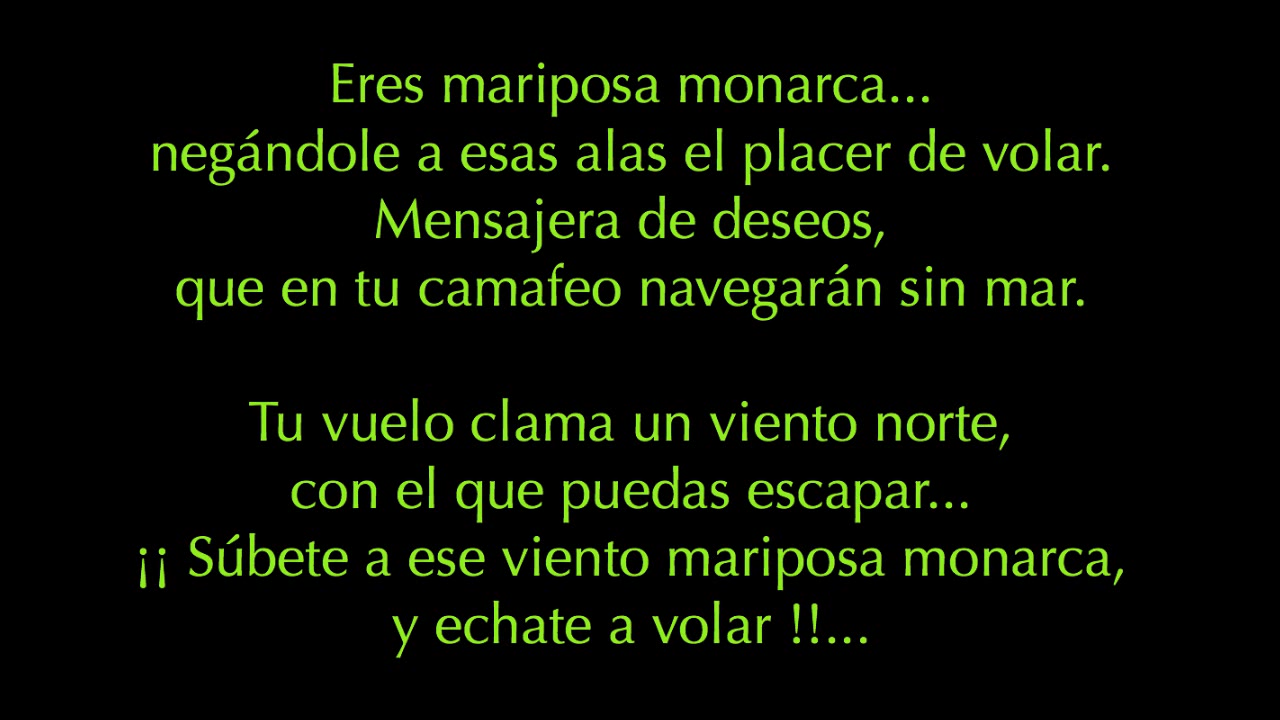 Eres mariposa monarca...
negándole a esas alas el placer de volar.
Mensajera de deseos,
que en tu camafeo navegarán sin mar.
Tu vuelo clama un viento norte,
con el que puedas escapar...
¡¡ Súbete a ese viento mariposa monarca,
y echate a volar !!...